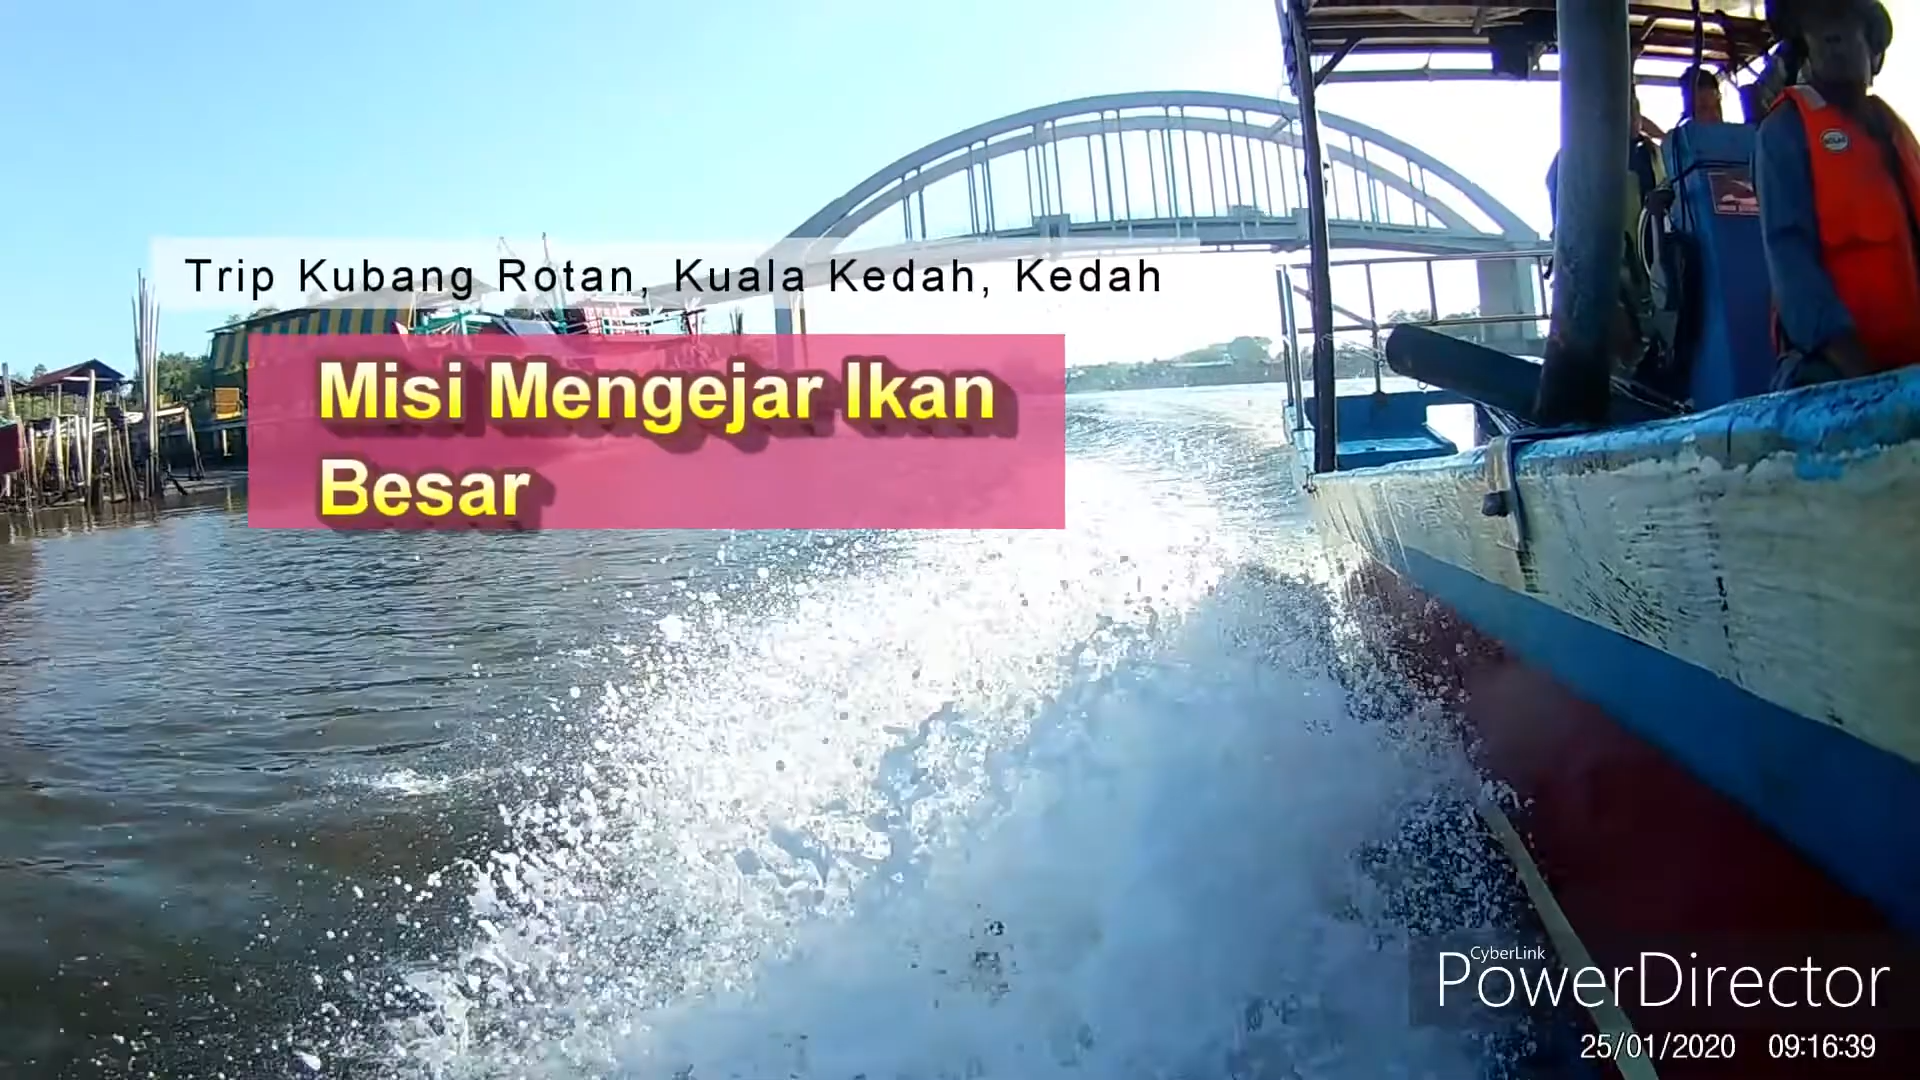 Trip Kubang Rotan, Kuala Kedah, Kedah
Misi Mengejar Ikan
Besar
CyberLink
PowerDirector
25/01/2020 09:16:39